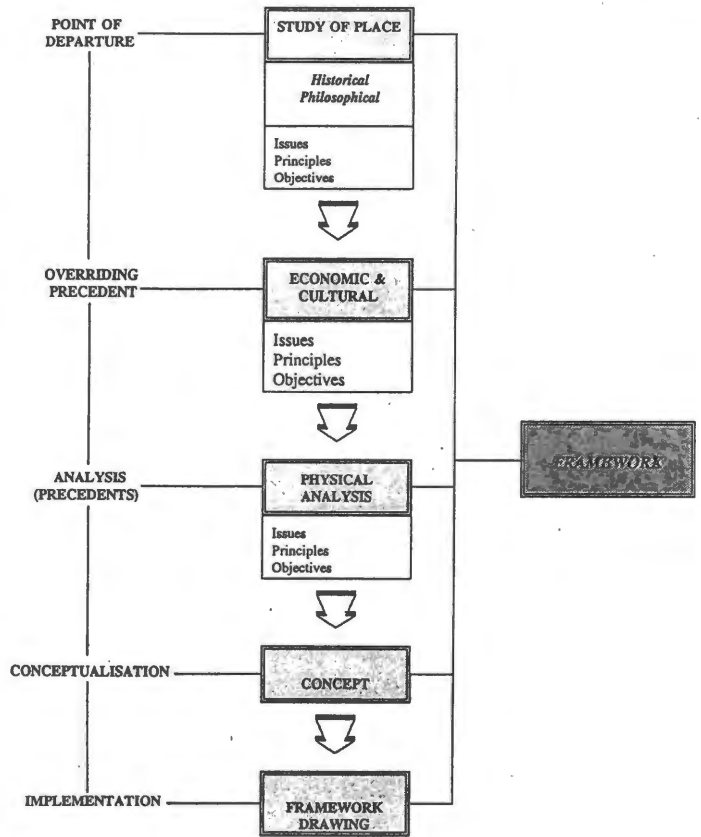 POINT OF
DEPARTURE
STUDY OF PLACE
Historical
Philosophical
Issues
Principles
Objectives
OVERRIDING
PRECEDENT
ECONOMIC &
CULTURAL
Issues
Principles
Objectives
FRAMEWORK
ANALYSIS
(PRECEDENTS)
PHYSICAL
ANALYSIS
Issues
Principles
Objectives
CONCEPTUALISATION
CONCEPT
IMPLEMENTATION
FRAMEWORK
DRAWING